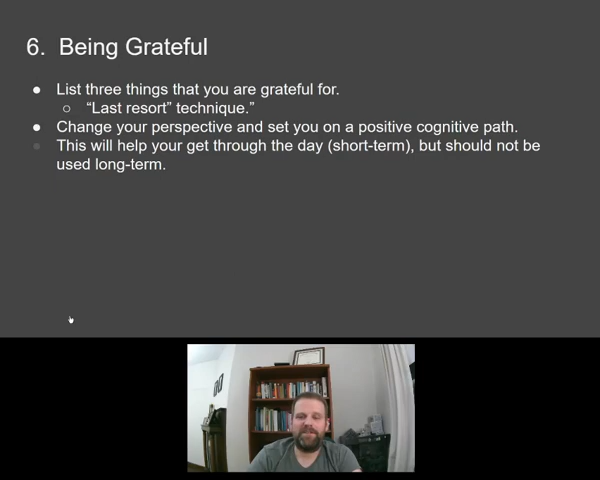 6. Being Grateful
● List three things that you are grateful for.
○ “Last resort” technique.”
● Change your perspective and set you on a positive cognitive path.
● This will help your get through the day (short-term), but should not be
used long-term.